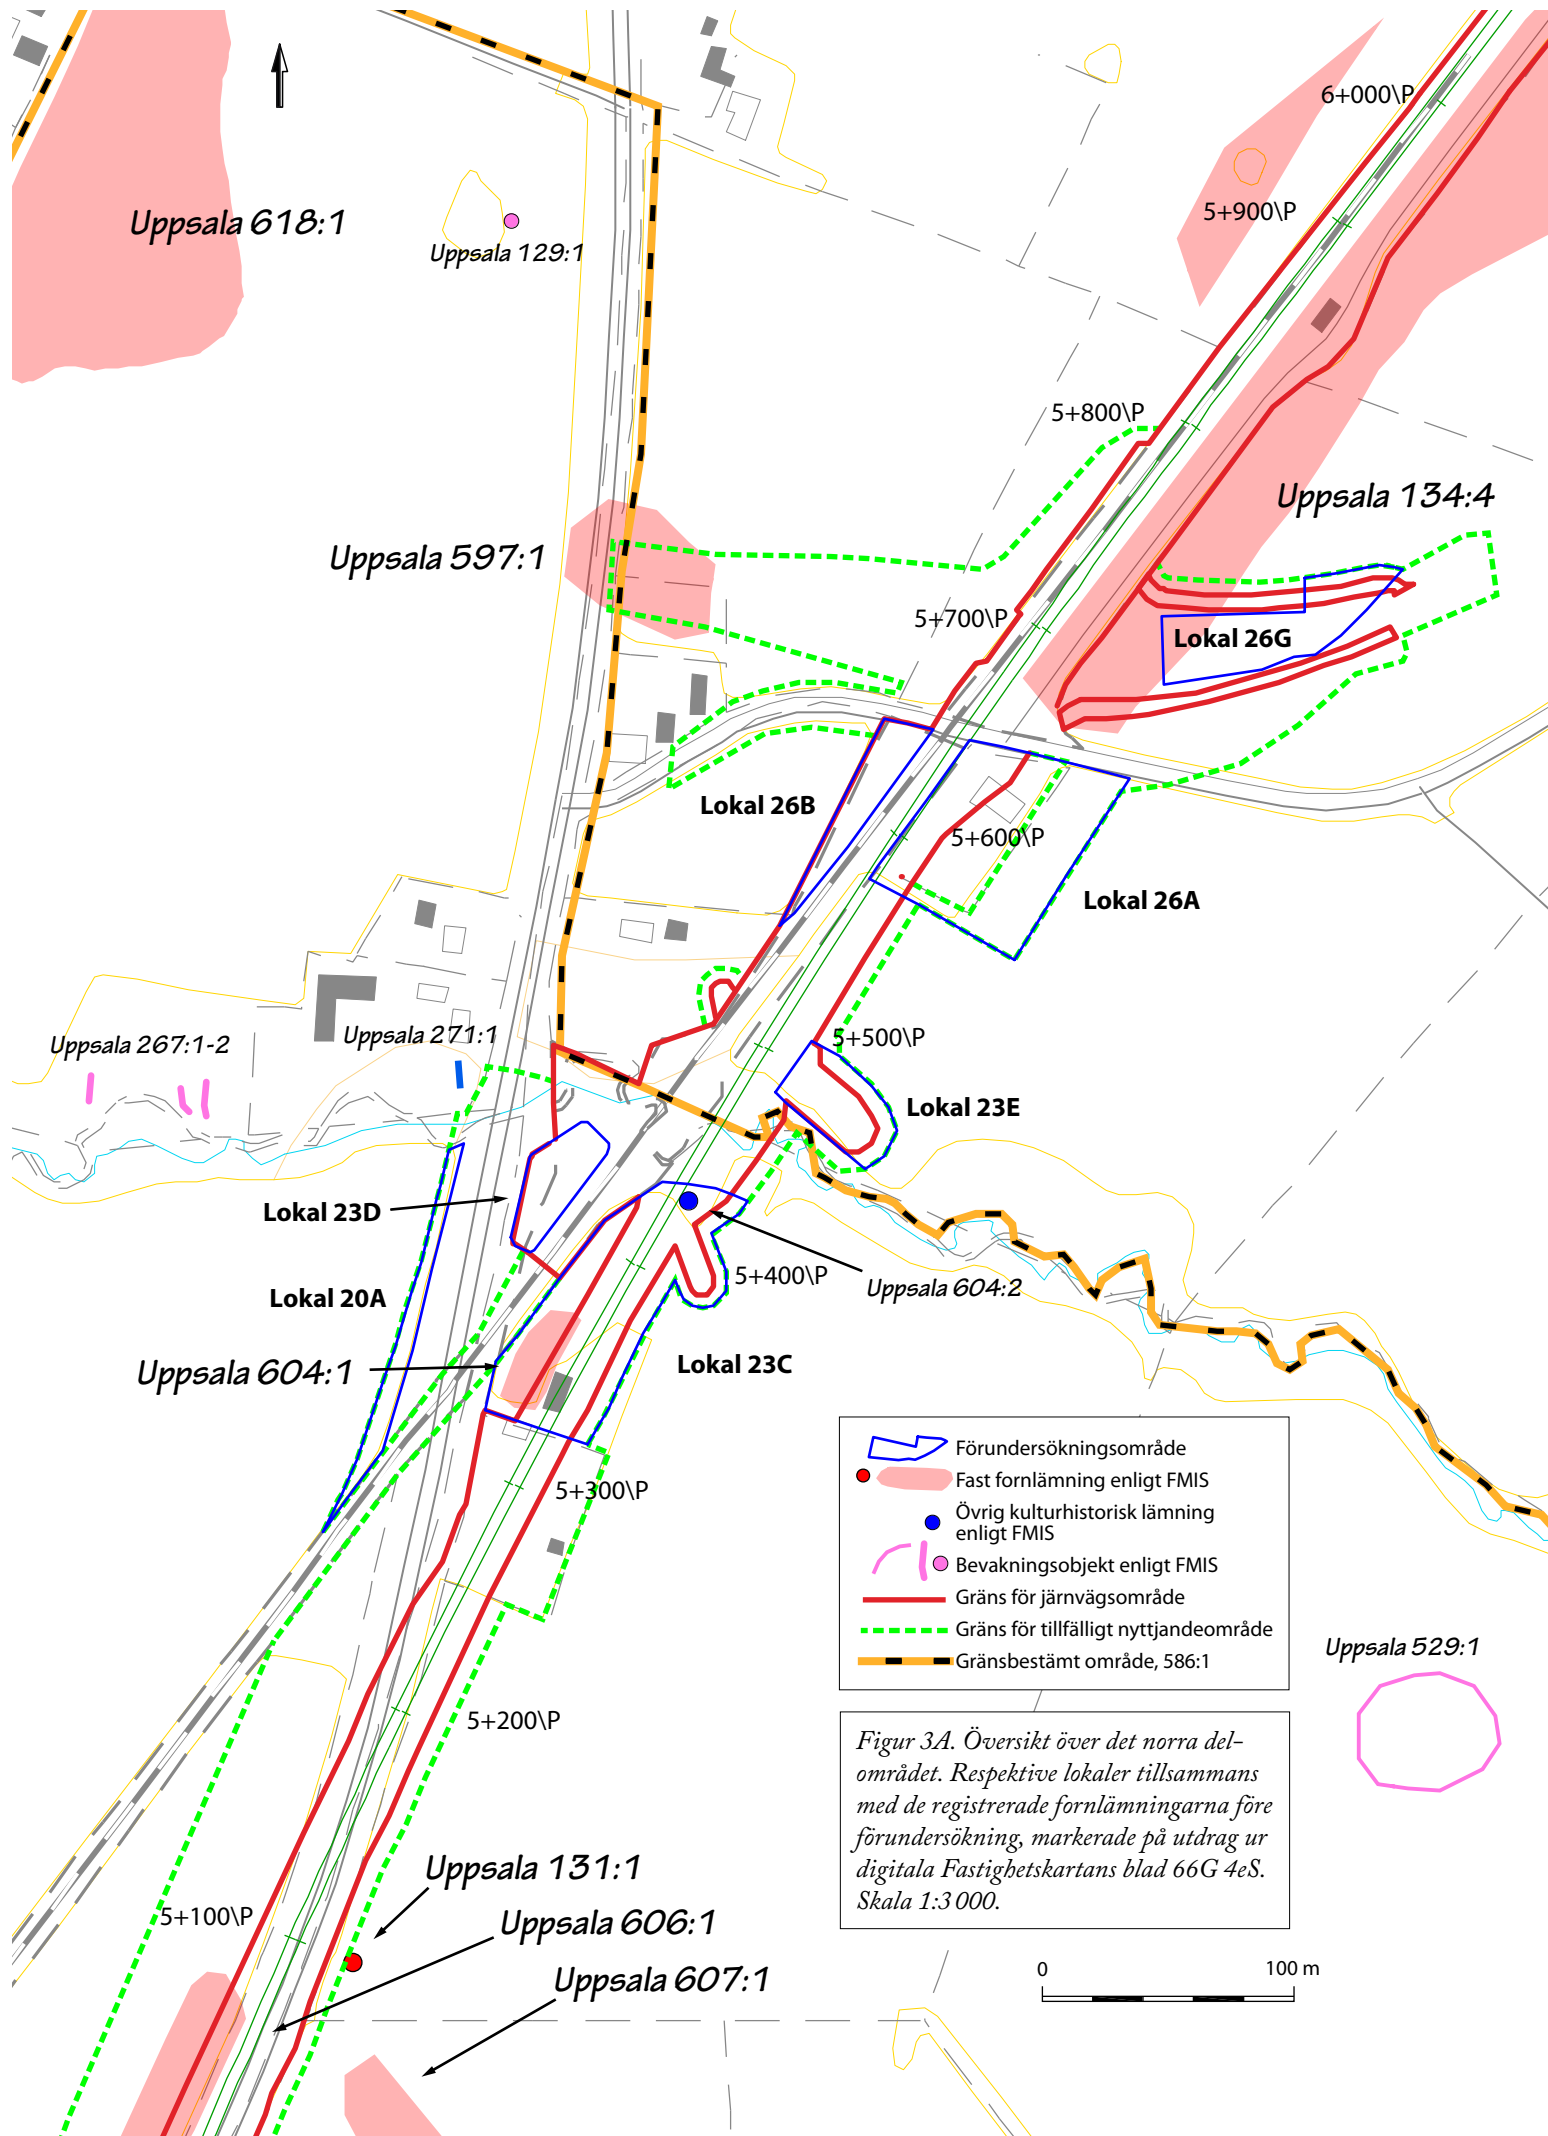 6+000\P
5+900\P
Uppsala 618:1
Uppsala 129:1
5+800\P
Uppsala 134:4
Uppsala 597:1
5+700\P
Lokal 26G
Lokal 26B
5+600\P
Lokal 26A
Uppsala 267:1-2
Uppsala 271:1
5+500\P
Lokal 23E
Lokal 23D
5+400\P
Uppsala 604:2
Lokal 20A
Uppsala 604:1
Lokal 23C
5+300\P
Förundersökningsområde
Fast fornlämning enligt FMIS
Övrig kulturhistorisk lämning
enligt FMIS
Bevakningsobjekt enligt FMIS
Gräns för järnvägsområde
Gräns för tillfälligt nyttjandeområde
Gränsbestämt område, 586:1
Uppsala 529:1
5+200\P
Figur 3A. Översikt över det norra del-
området. Respektive lokaler tillsammans
med de registrerade fornlämningarna före
förundersökning, markerade på utdrag ur
digitala Fastighetskartans blad 66G 4eS.
Skala 1:3 000.
Uppsala 131:1
5+100\P
Uppsala 606:1
Uppsala 607:1
0 100 m